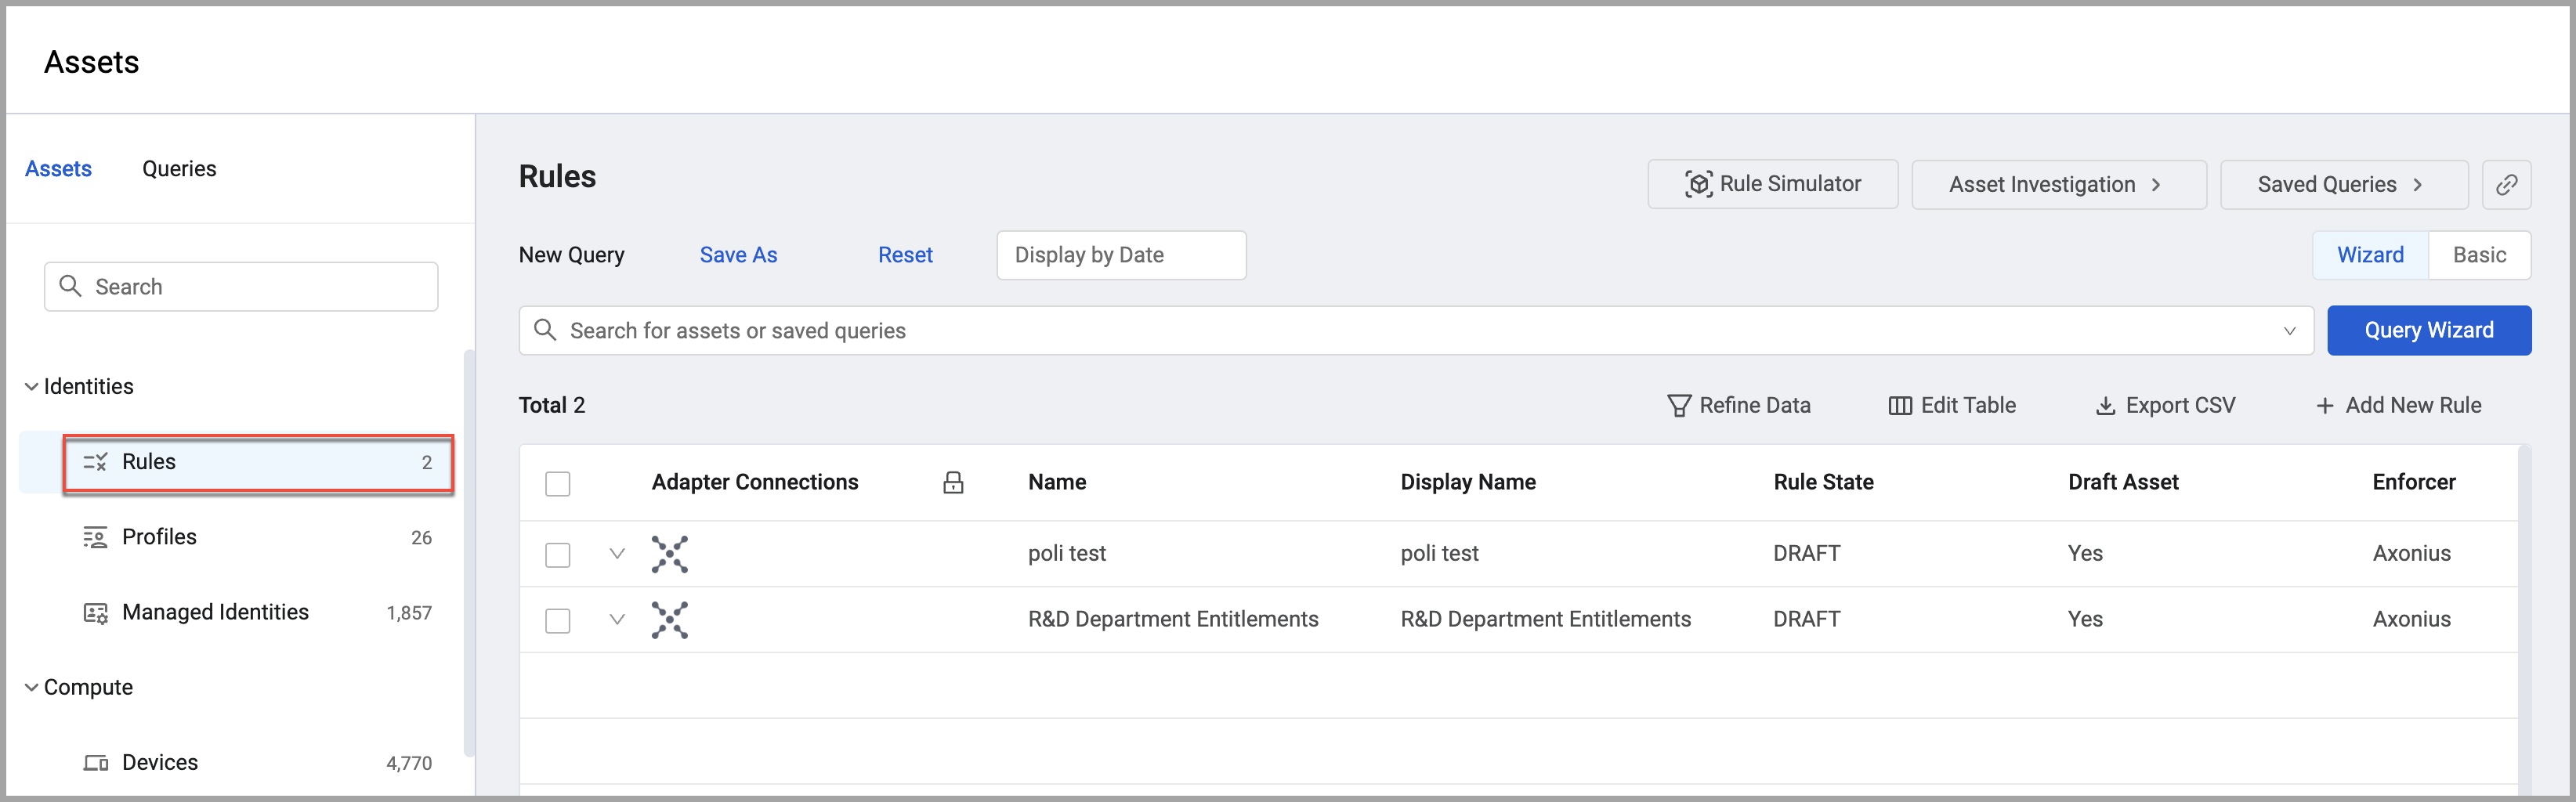 Assets
Assets Queries
Search
Identities
Rules 2
Profiles 26
Managed Identities 1,857
Compute
Devices 4,770
Rules
Rule Simulator
Asset Investigation
Saved Queries
New Query Save As Reset Display by Date
Wizard Basic
Search for assets or saved queries
Query Wizard
Total 2
Refine Data Edit Table Export CSV + Add New Rule
Adapter Connections Name Display Name Rule State Draft Asset Enforcer
poli test poli test DRAFT Yes Axonius
R&D Department Entitlements R&D Department Entitlements DRAFT Yes Axonius